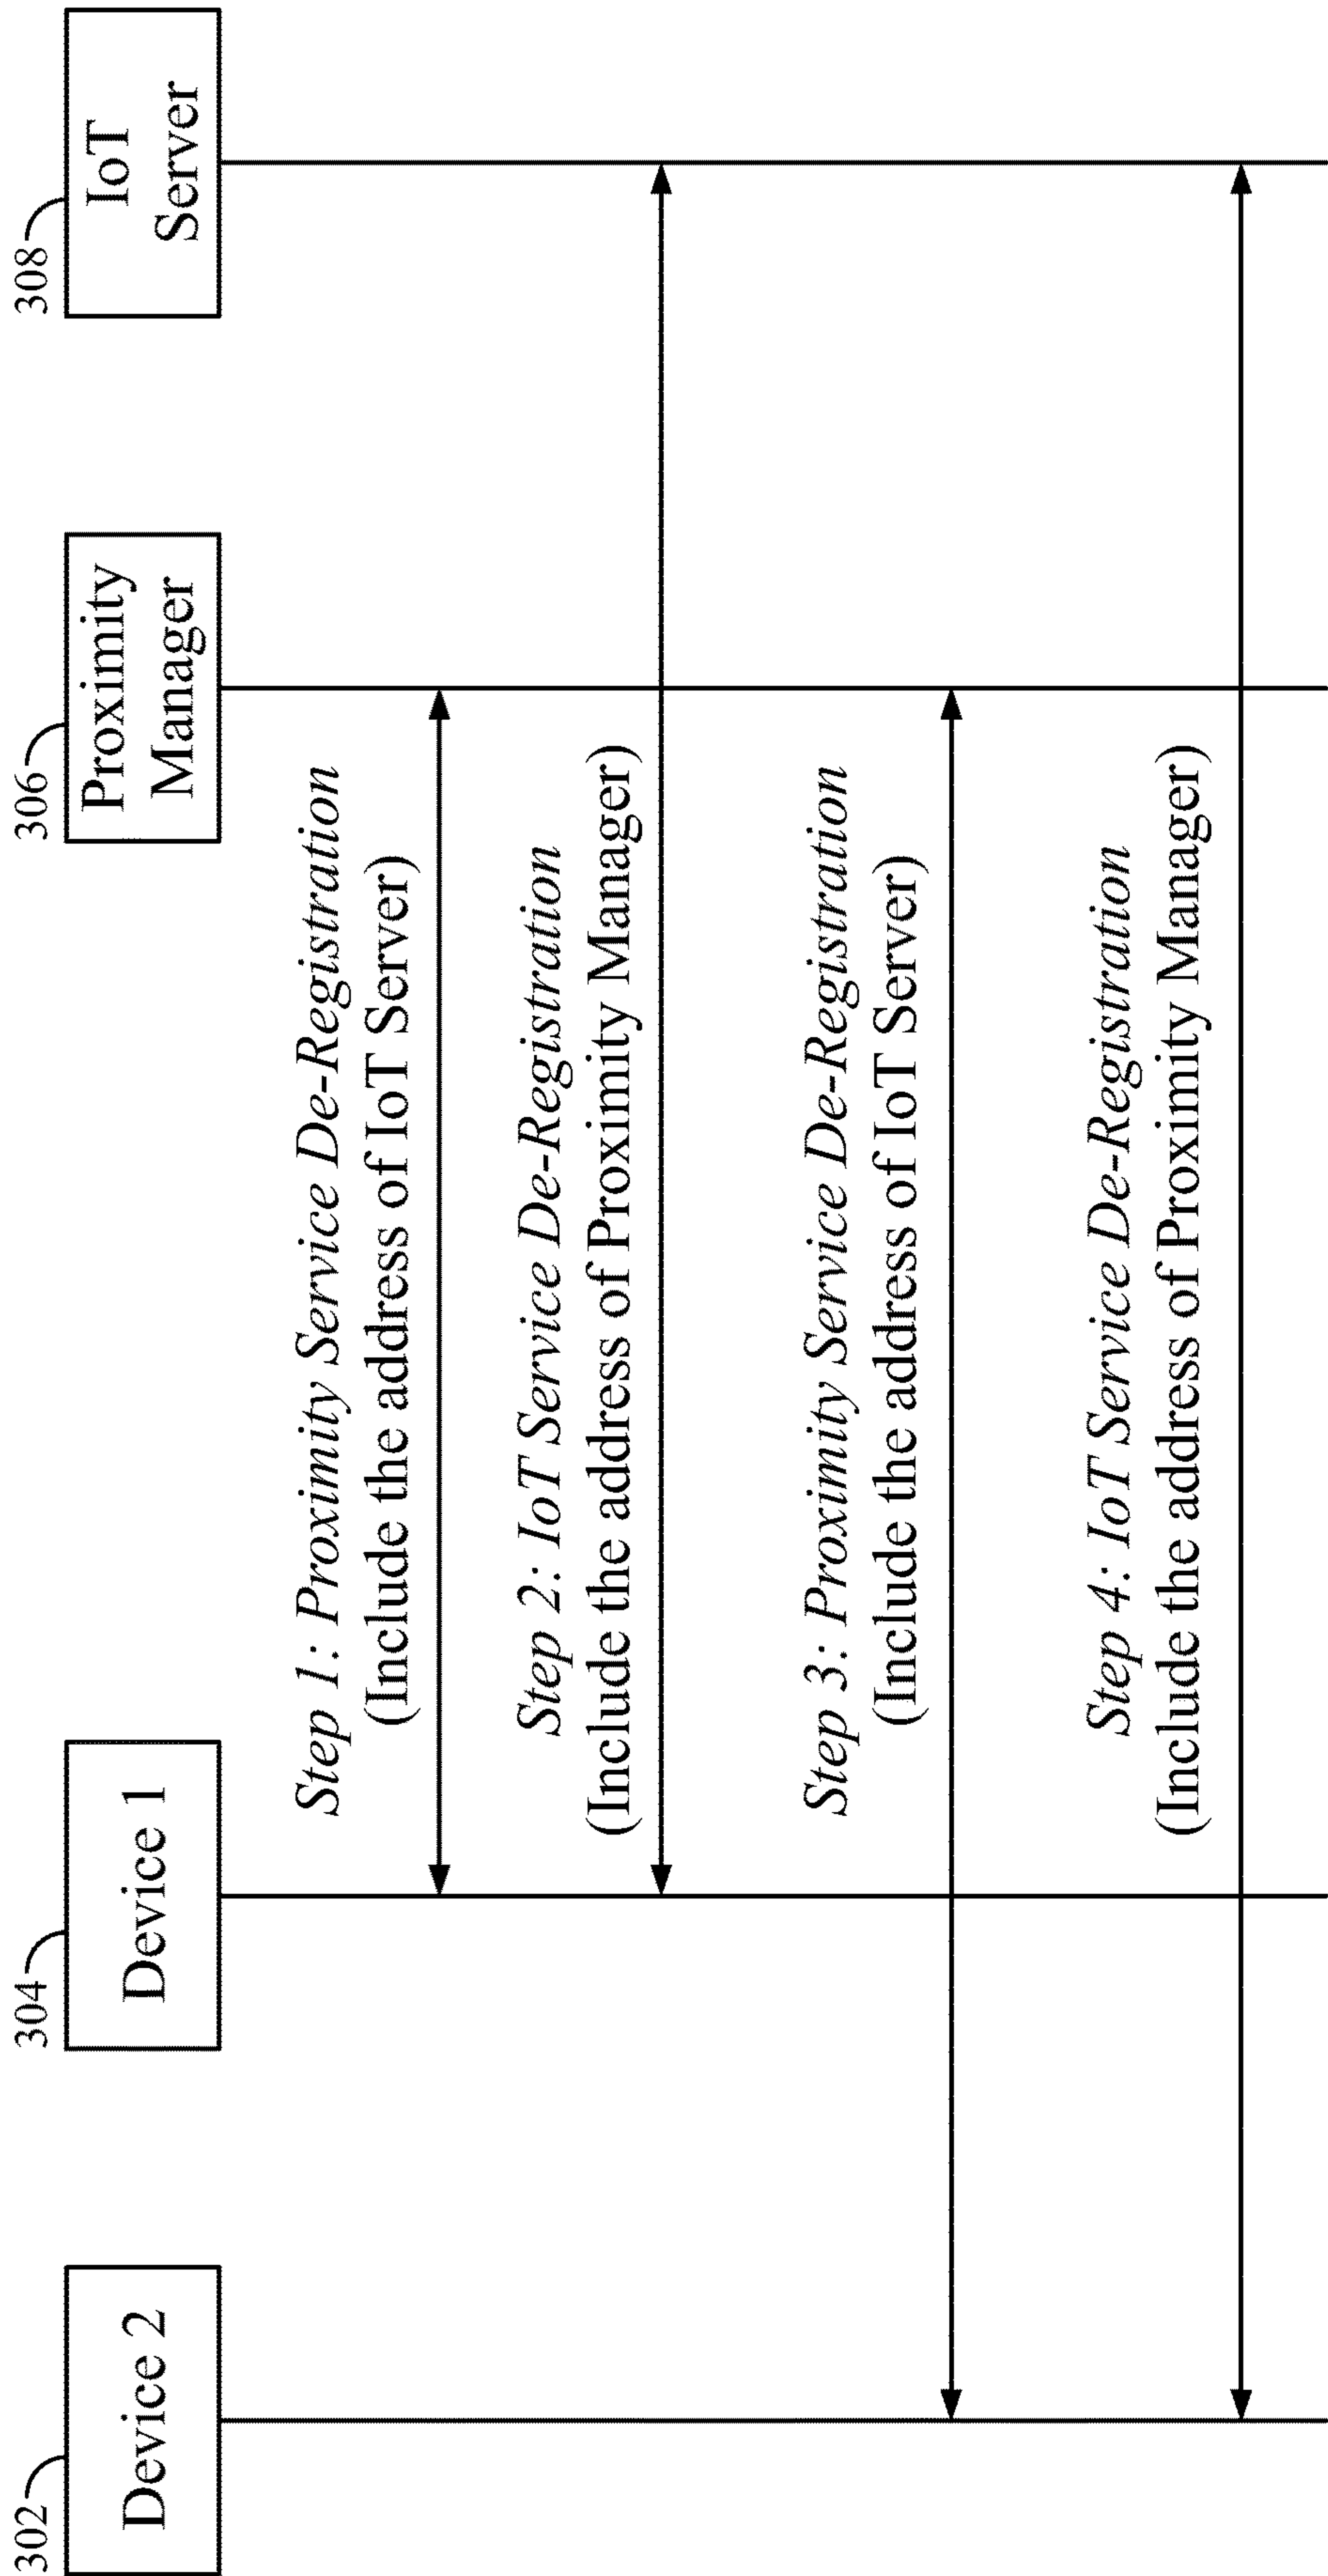 302
304
306
308
Device 2
Device 1
Proximity
Manager
IoT
Server
Step 1: Proximity Service De-Registration
(Include the address of IoT Server)
Step 2: IoT Service De-Registration
(Include the address of Proximity Manager)
Step 3: Proximity Service De-Registration
(Include the address of IoT Server)
Step 4: IoT Service De-Registration
(Include the address of Proximity Manager)